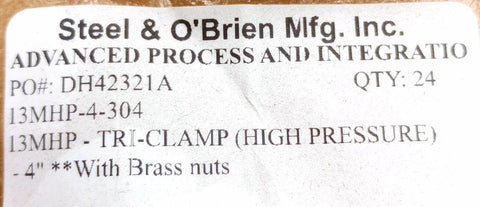 Steel & O'Brien Mfg. Inc.
ADVANCED PROCESS AND INTEGRATIO
PO#: DH42321A QTY: 24
13MHP-4-304
13MHP - TRI-CLAMP (HIGH PRESSURE)
- 4" **With Brass nuts